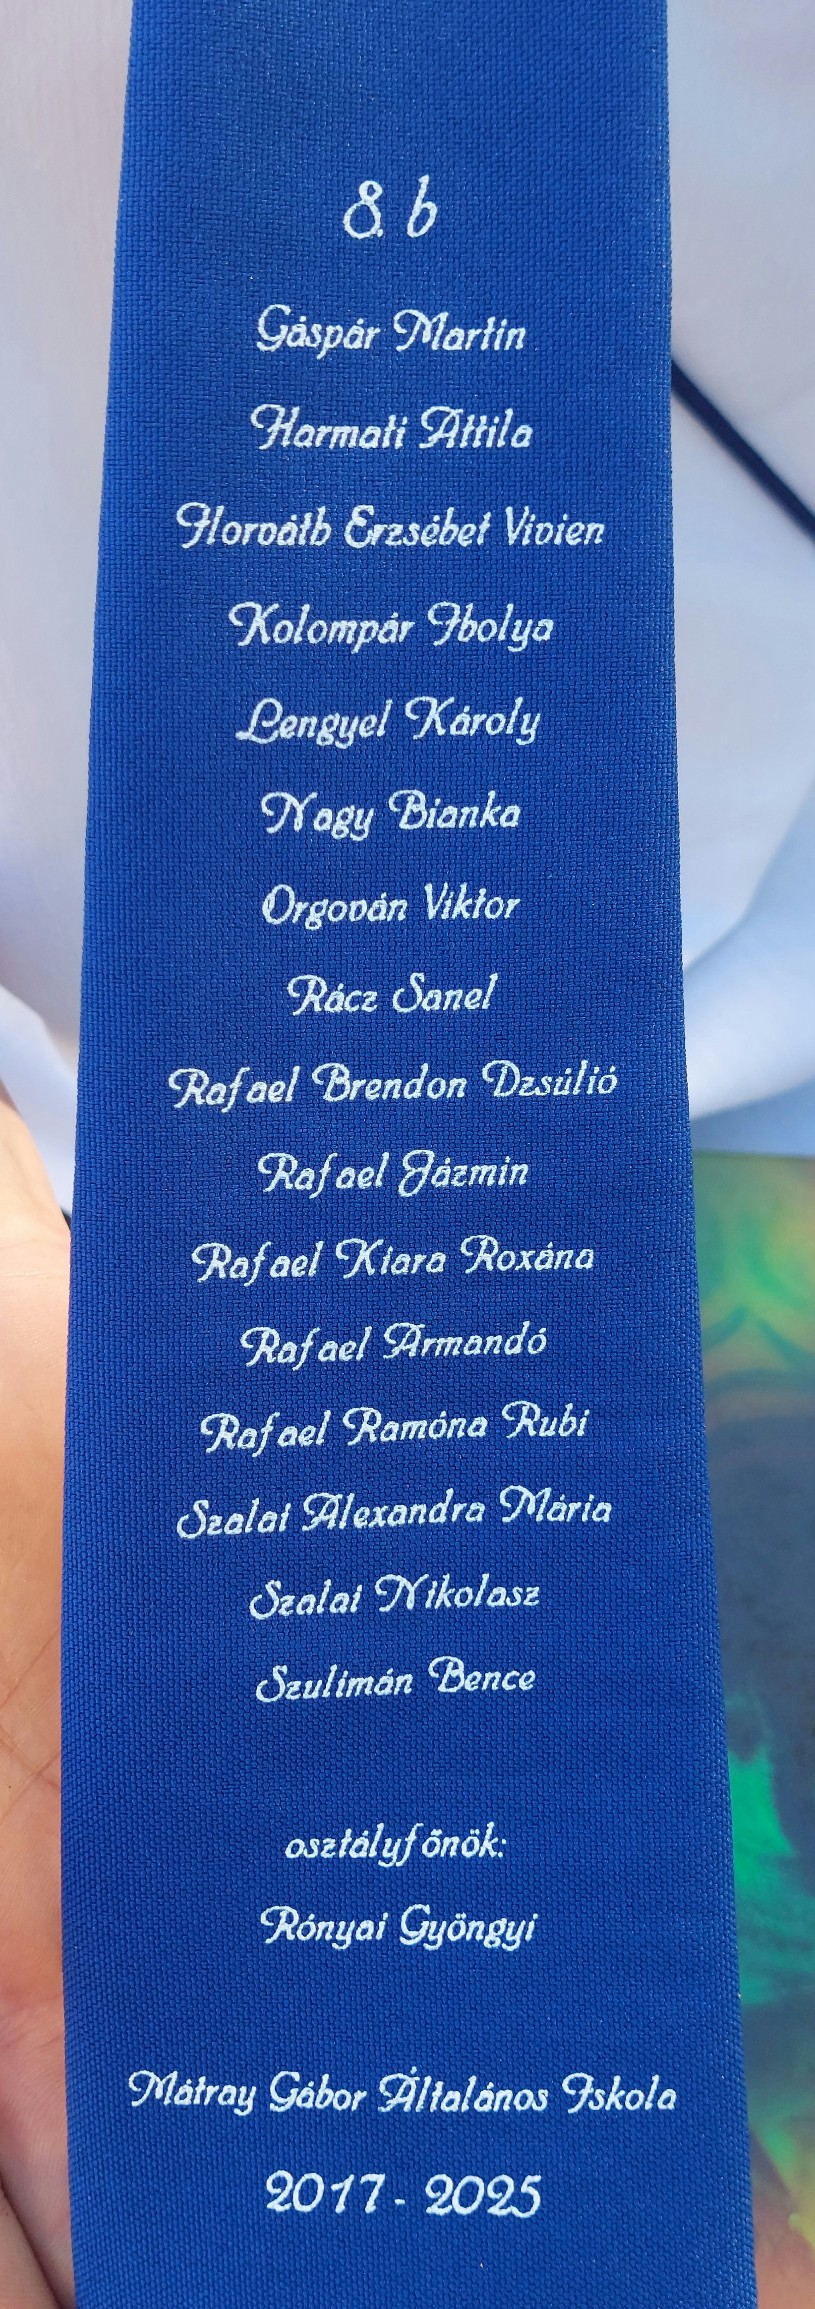 8. b
Gáspár Martin
Harmati Attila
Horváth Erzsébet Vivien
Kolompár Ibolya
Lengyel Károly
Nagy Bianka
Orgován Viktor
Rácz Sanel
Rafael Brendon Dzsúlió
Rafael Jázmin
Rafael Kiara Roxána
Rafael Armandó
Rafael Ramóna Rubi
Szalai Alexandra Mária
Szalai Nikolasz
Szulimán Bence
osztályfőnök:
Rónyai Gyöngyi
Mátray Gábor Általános Iskola
2017 - 2025